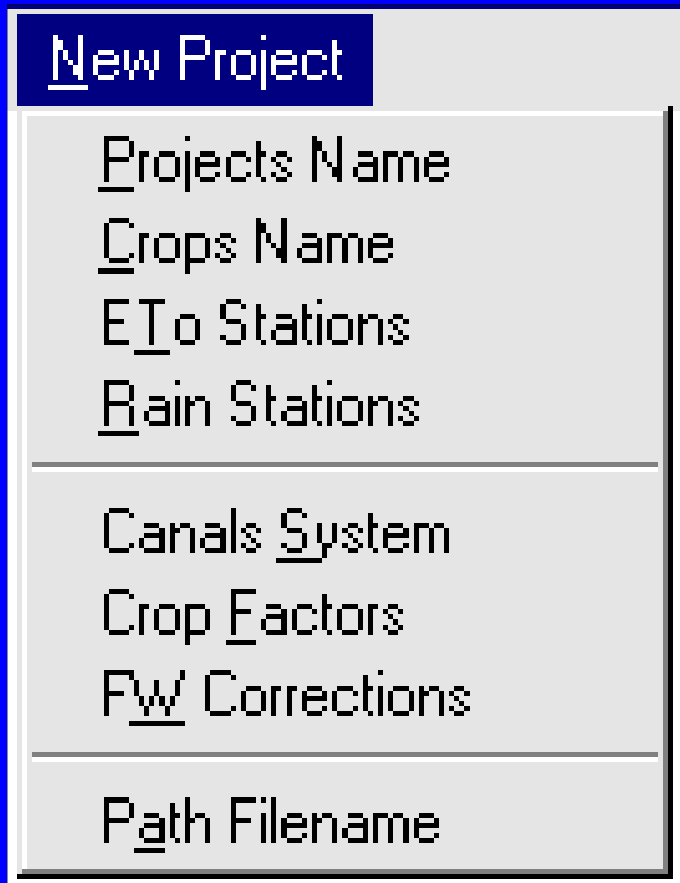 New Project
Projects Name
Crops Name
ETo Stations
Rain Stations
Canals System
Crop Factors
FW Corrections
Path Filename